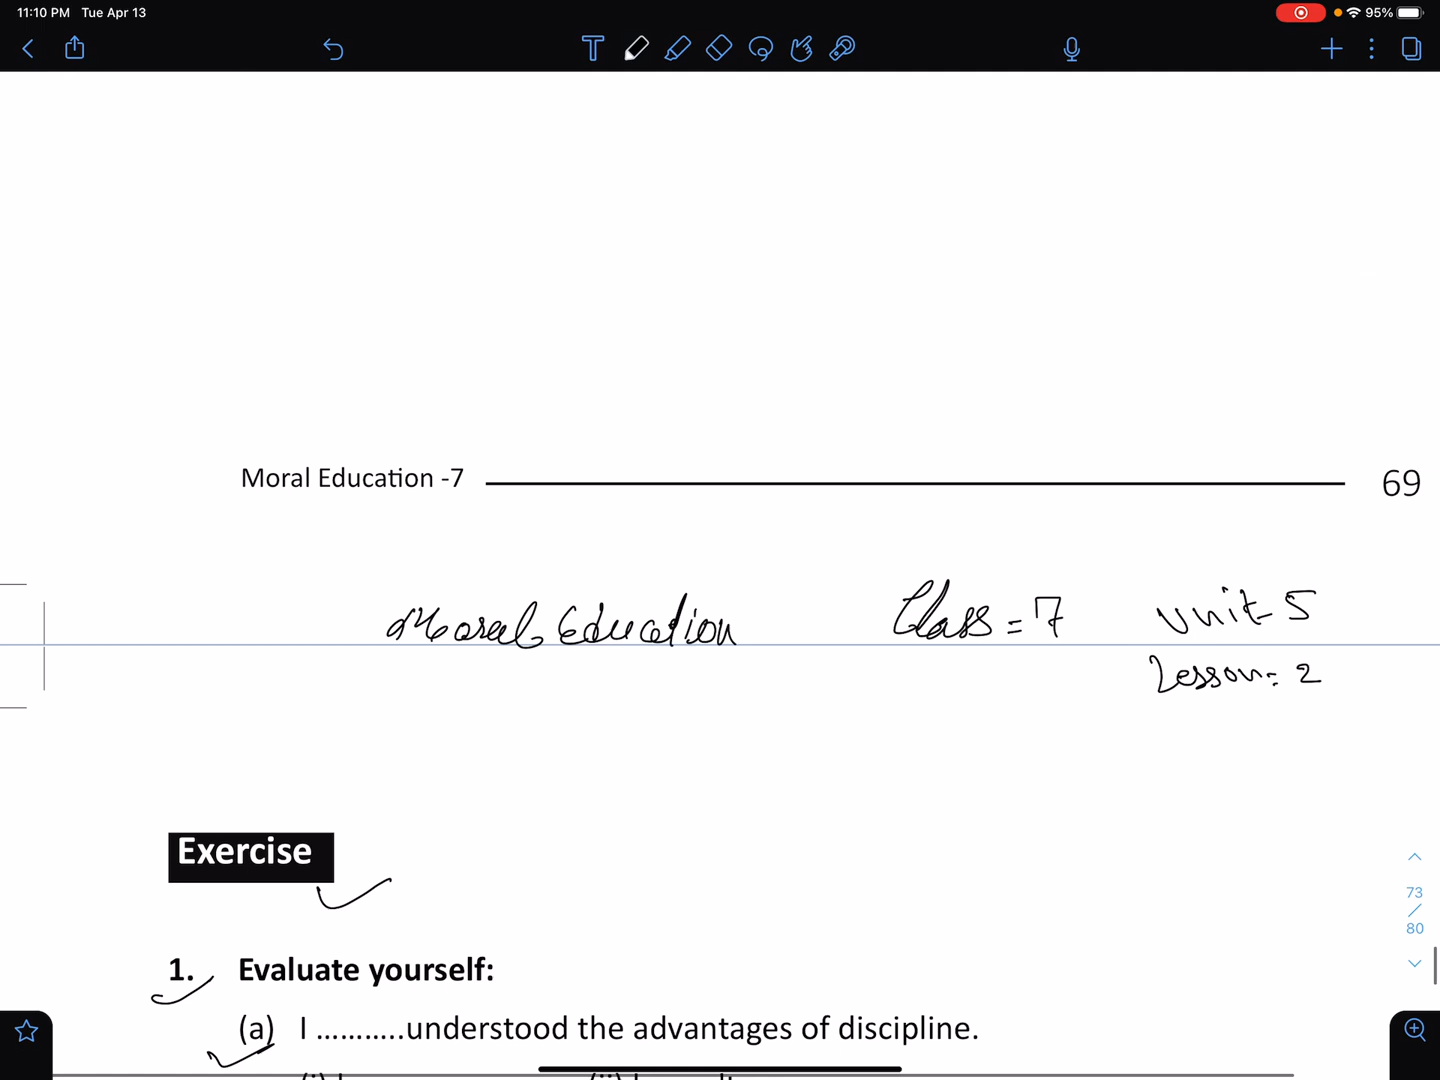 11:10 PM Tue Apr 13 95%
Moral Education -7 69
Moral Education Class = 7 Unit 5
Lesson = 2
Exercise
73
/
80
1. Evaluate yourself:
(a) I ..........understood the advantages of discipline.